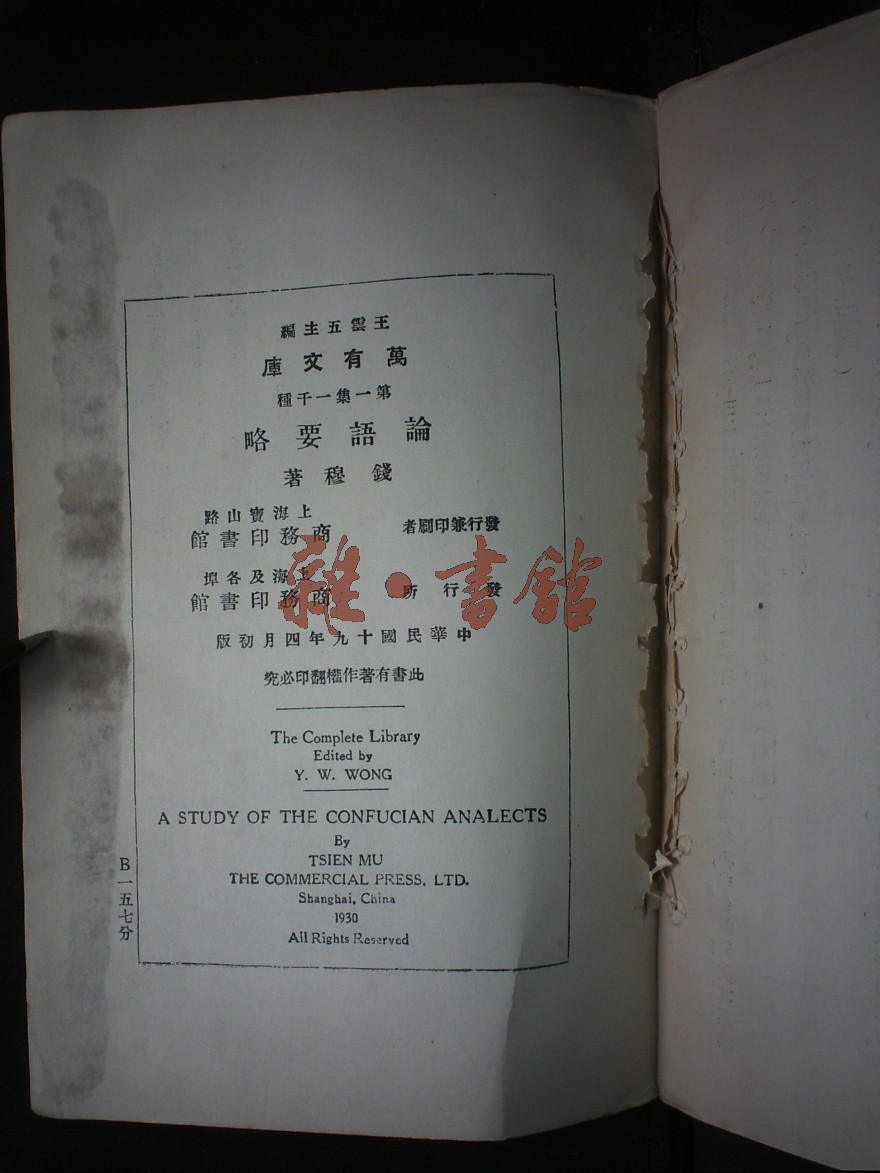 王雲五主編
萬有文庫
第一集一千種
論語要略
錢穆著
發行兼印刷者
上海寶山路
商務印書館
發行所
上海及各埠
商務印書館
中華民國十九年四月初版
此書有著作權翻印必究
The Complete Library
Edited by
Y. W. WONG
A STUDY OF THE CONFUCIAN ANALECTS
By
TSIEN MU
THE COMMERCIAL PRESS, LTD.
Shanghai, China
1930
All Rights Reserved
B一五七分
雜·書館